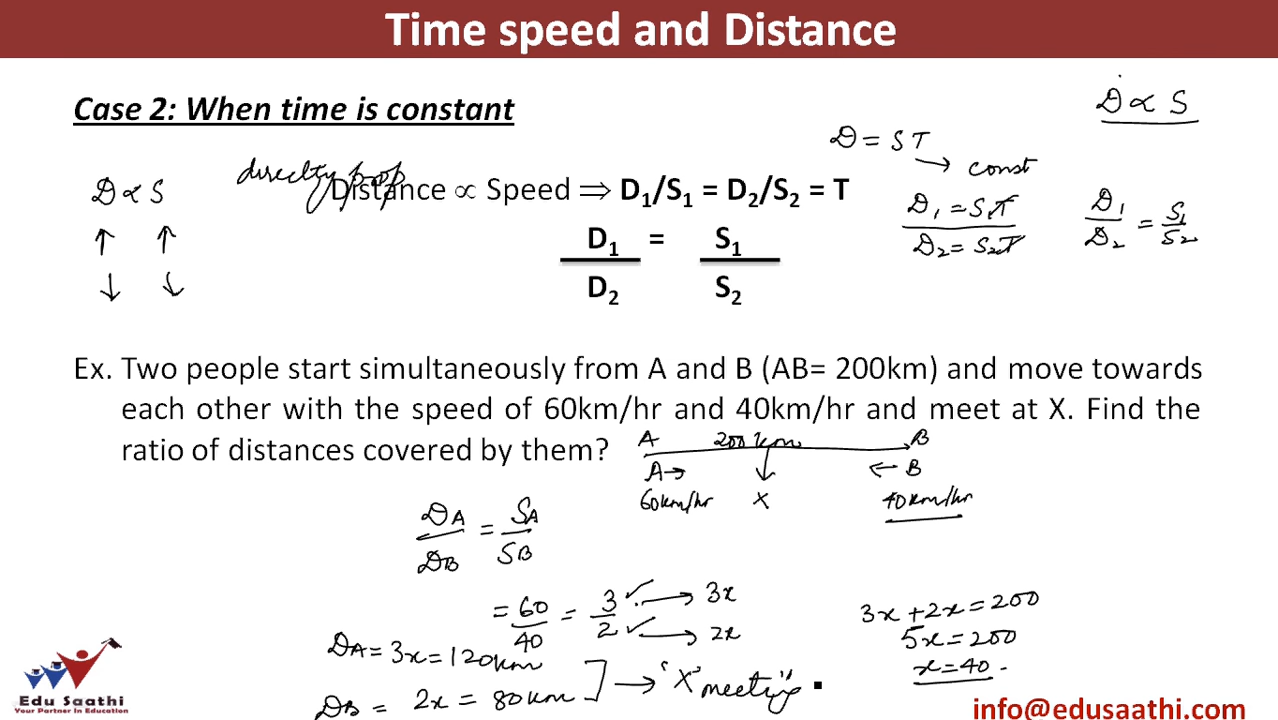 Time speed and Distance
Case 2: When time is constant
D ∝ S
D = ST
→ const
directly prop
D ∝ S
Distance ∝ Speed ⇒ D₁/S₁ = D₂/S₂ = T
D₁ = S₁
D₂ S₂
D₁ = S₁T
D₂ = S₂T
D₁/D₂ = S₁/S₂
↑ ↑
↓ ↓
Ex. Two people start simultaneously from A and B (AB= 200km) and move towards
each other with the speed of 60km/hr and 40km/hr and meet at X. Find the
ratio of distances covered by them?
A 200 km B
A→ ← B
60km/hr X 40km/hr
DA/DB = SA/SB
= 60/40 = 3/2
→ 3x
→ 2x
3x + 2x = 200
5x = 200
x = 40
DA = 3x = 120km
DB = 2x = 80km ] → 'X' meeting
Edu Saathi
Your Partner In Education
info@edusaathi.com